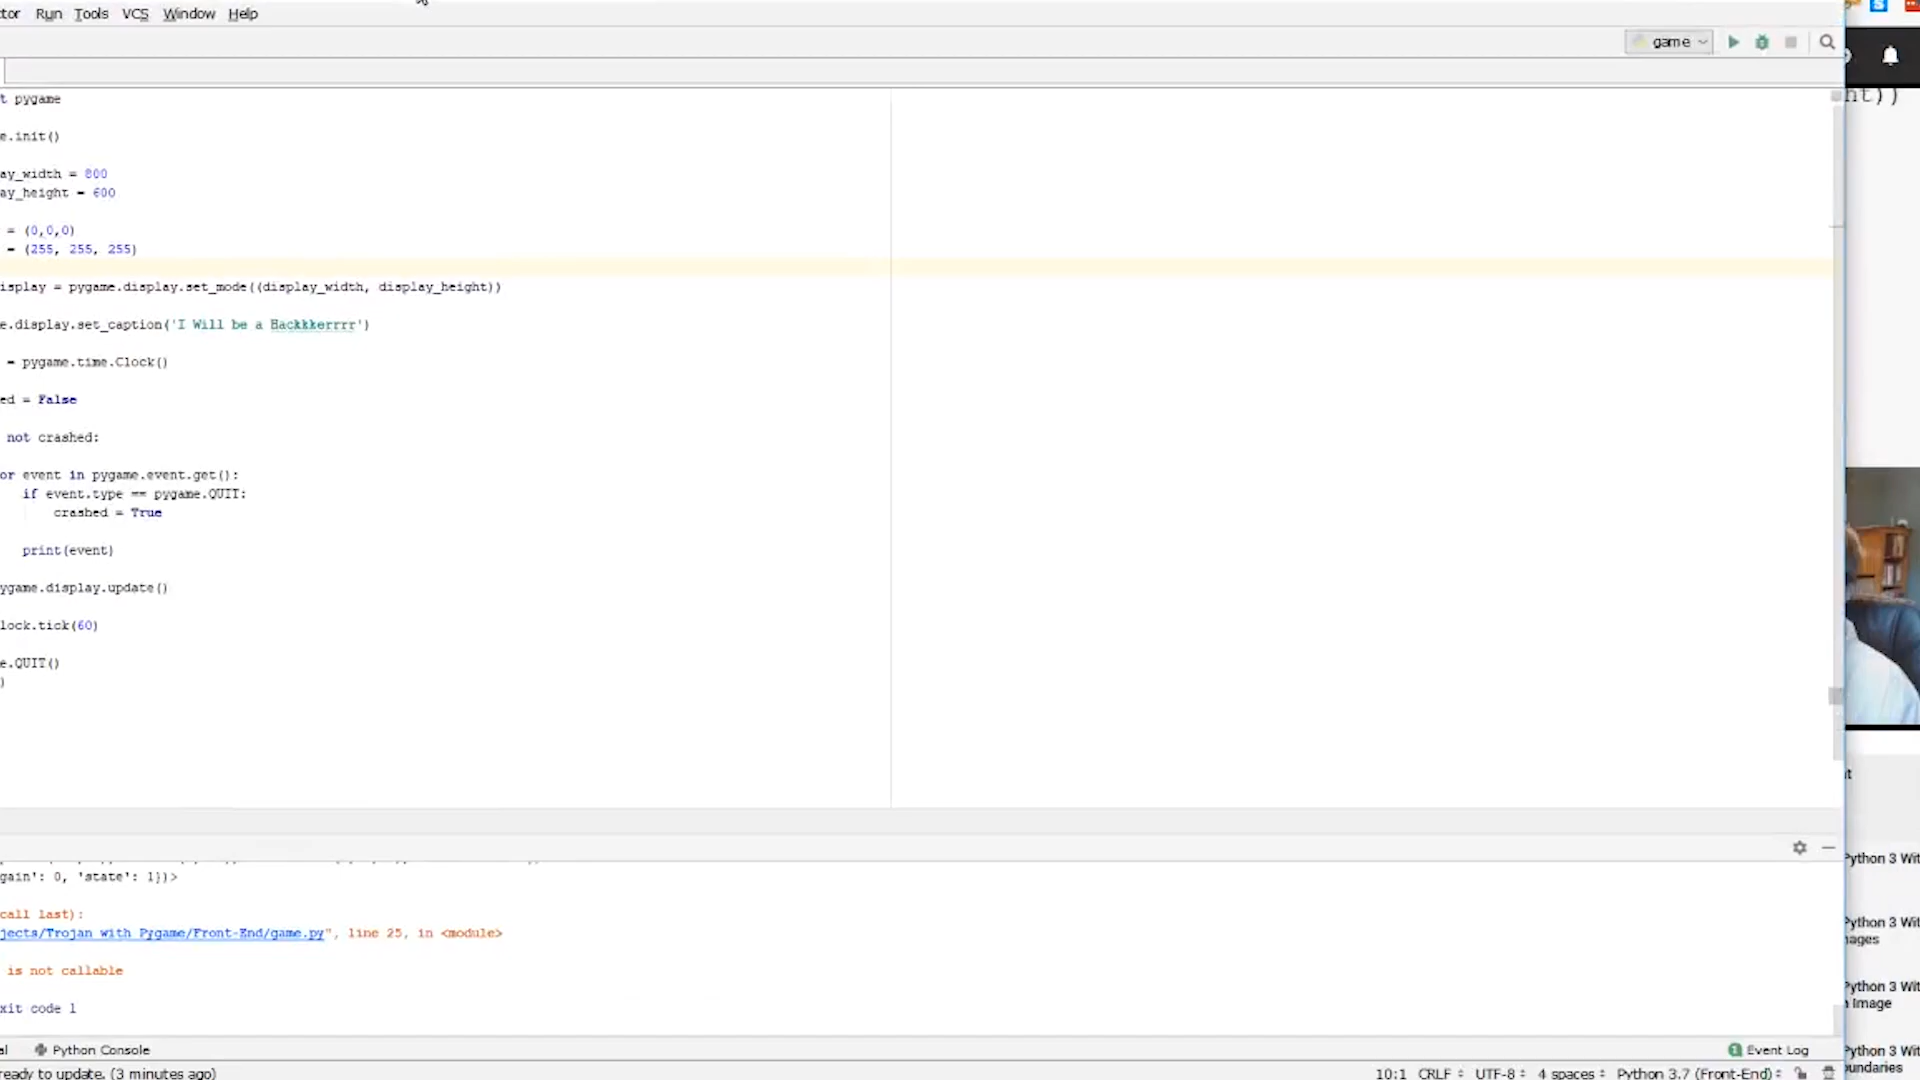 tor Run Tools VCS Window Help
game
ht))
t pygame
e.init()
ay_width = 800
ay_height = 600
= (0,0,0)
= (255, 255, 255)
isplay = pygame.display.set_mode((display_width, display_height))
e.display.set_caption('I Will be a Hackkkerrrr')
= pygame.time.Clock()
ed = False
not crashed:
or event in pygame.event.get():
if event.type == pygame.QUIT:
crashed = True
print(event)
ygame.display.update()
lock.tick(60)
e.QUIT()
)
gain': 0, 'state': 1})>
call last):
jects/Trojan with Pygame/Front-End/game.py", line 25, in <module>
is not callable
xit code 1
Python 3 Wit
Python 3 Wit
mages
Python 3 Wit
n Image
Python 3 Wit
oundaries
al Python Console
1 Event Log
ready to update. (3 minutes ago)
10:1 CRLF UTF-8 4 spaces Python 3.7 (Front-End)